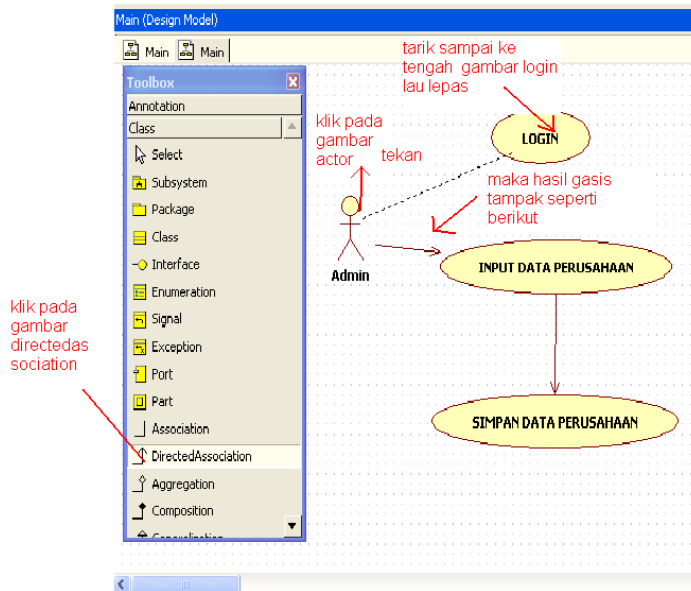 Main (Design Model)
Main Main
Toolbox
Annotation
Class
Select
Subsystem
Package
Class
Interface
Enumeration
Signal
Exception
Port
Part
Association
DirectedAssociation
Aggregation
Composition
Generalization
klik pada
gambar
directedas
sociation
tarik sampai ke
tengah gambar login
lau lepas
klik pada
gambar
actor tekan
LOGIN
maka hasil gasis
tampak seperti
berikut
Admin
INPUT DATA PERUSAHAAN
SIMPAN DATA PERUSAHAAN